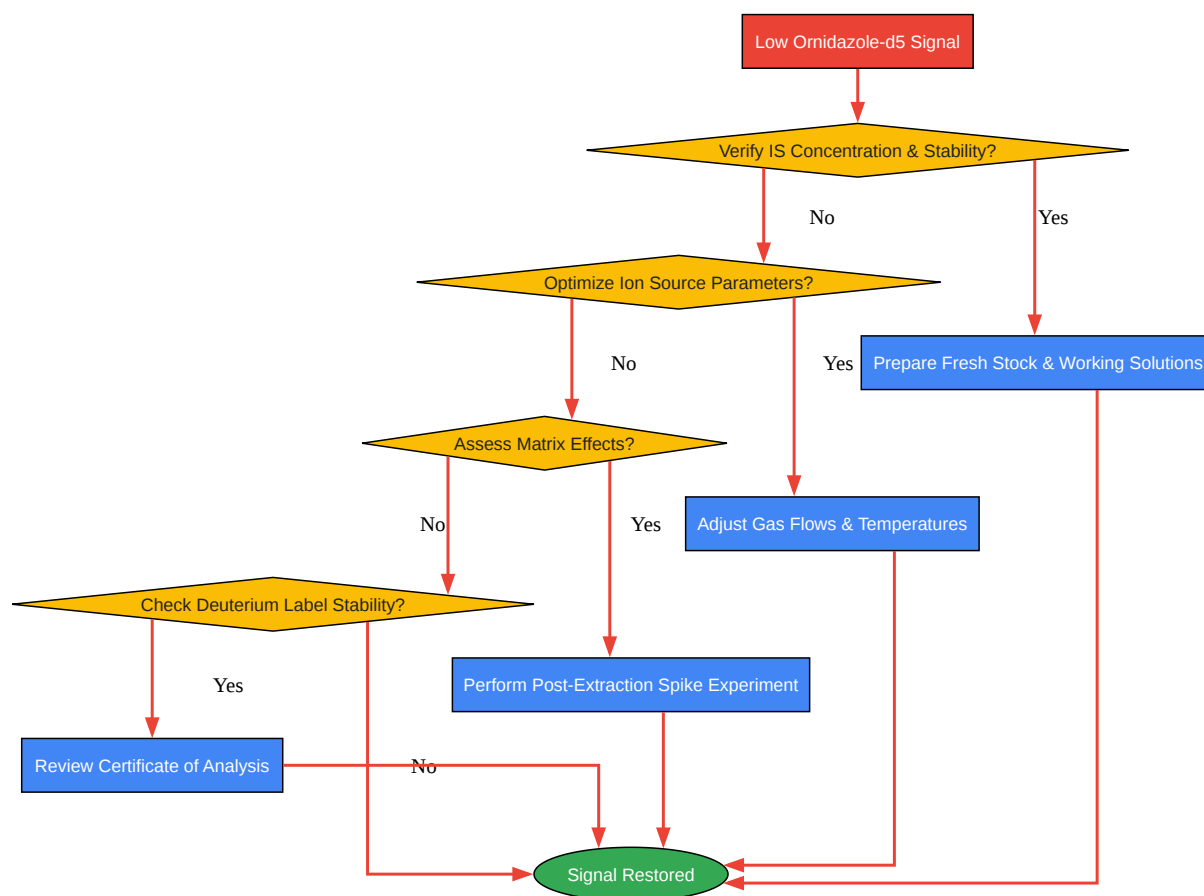 Low Ornidazole-d5 Signal
Verify IS Concentration & Stability?
No
Yes
Optimize Ion Source Parameters?
No
Yes
Prepare Fresh Stock & Working Solutions
Assess Matrix Effects?
No
Yes
Adjust Gas Flows & Temperatures
Check Deuterium Label Stability?
Yes
Perform Post-Extraction Spike Experiment
Review Certificate of Analysis
No
Signal Restored